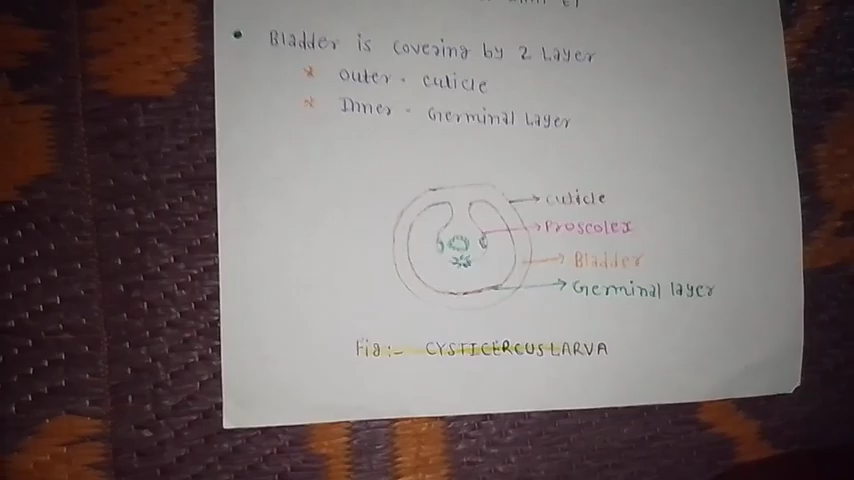 Bladder is covering by 2 Layer
* outer - cuticle
* Inner - Germinal Layer
cuticle
Proscolex
Bladder
Germinal layer
Fig:- CYSTICERCUS LARVA